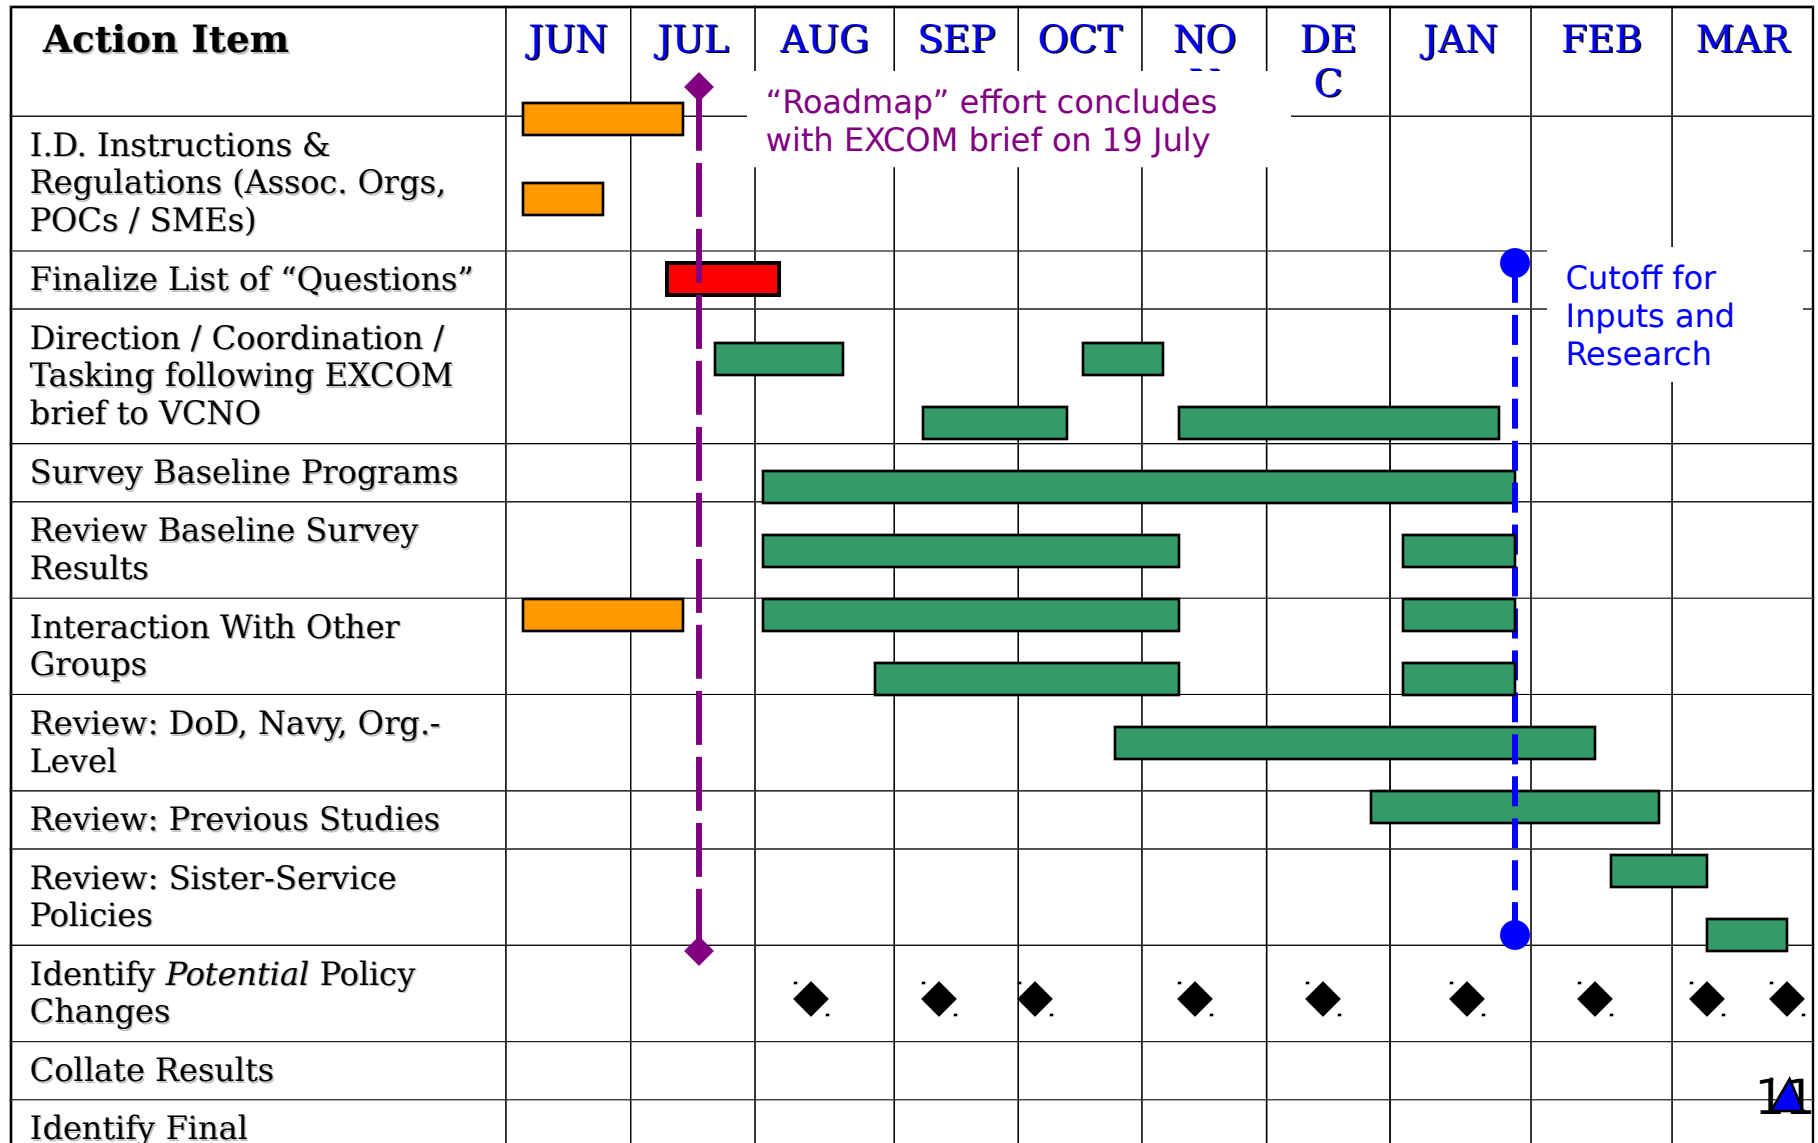 Action Item
JUN
JUL
AUG
SEP
OCT
NO
DE
C
JAN
FEB
MAR
“Roadmap” effort concludes
with EXCOM brief on 19 July
I.D. Instructions &
Regulations (Assoc. Orgs,
POCs / SMEs)
Finalize List of “Questions”
Cutoff for
Inputs and
Research
Direction / Coordination /
Tasking following EXCOM
brief to VCNO
Survey Baseline Programs
Review Baseline Survey
Results
Interaction With Other
Groups
Review: DoD, Navy, Org.-
Level
Review: Previous Studies
Review: Sister-Service
Policies
Identify Potential Policy
Changes
Collate Results
11
Identify Final